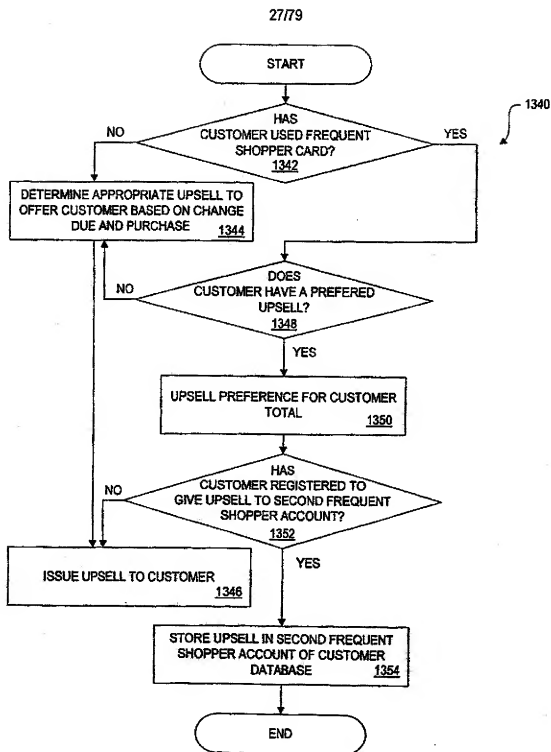 27/79
START
1340
HAS
CUSTOMER USED FREQUENT
SHOPPER CARD?
1342
NO
YES
DETERMINE APPROPRIATE UPSELL TO
OFFER CUSTOMER BASED ON CHANGE
DUE AND PURCHASE
1344
DOES
CUSTOMER HAVE A PREFERED
UPSELL?
1348
NO
YES
UPSELL PREFERENCE FOR CUSTOMER
TOTAL
1350
HAS
CUSTOMER REGISTERED TO
GIVE UPSELL TO SECOND FREQUENT
SHOPPER ACCOUNT?
1352
NO
YES
ISSUE UPSELL TO CUSTOMER
1346
STORE UPSELL IN SECOND FREQUENT
SHOPPER ACCOUNT OF CUSTOMER
DATABASE
1354
END